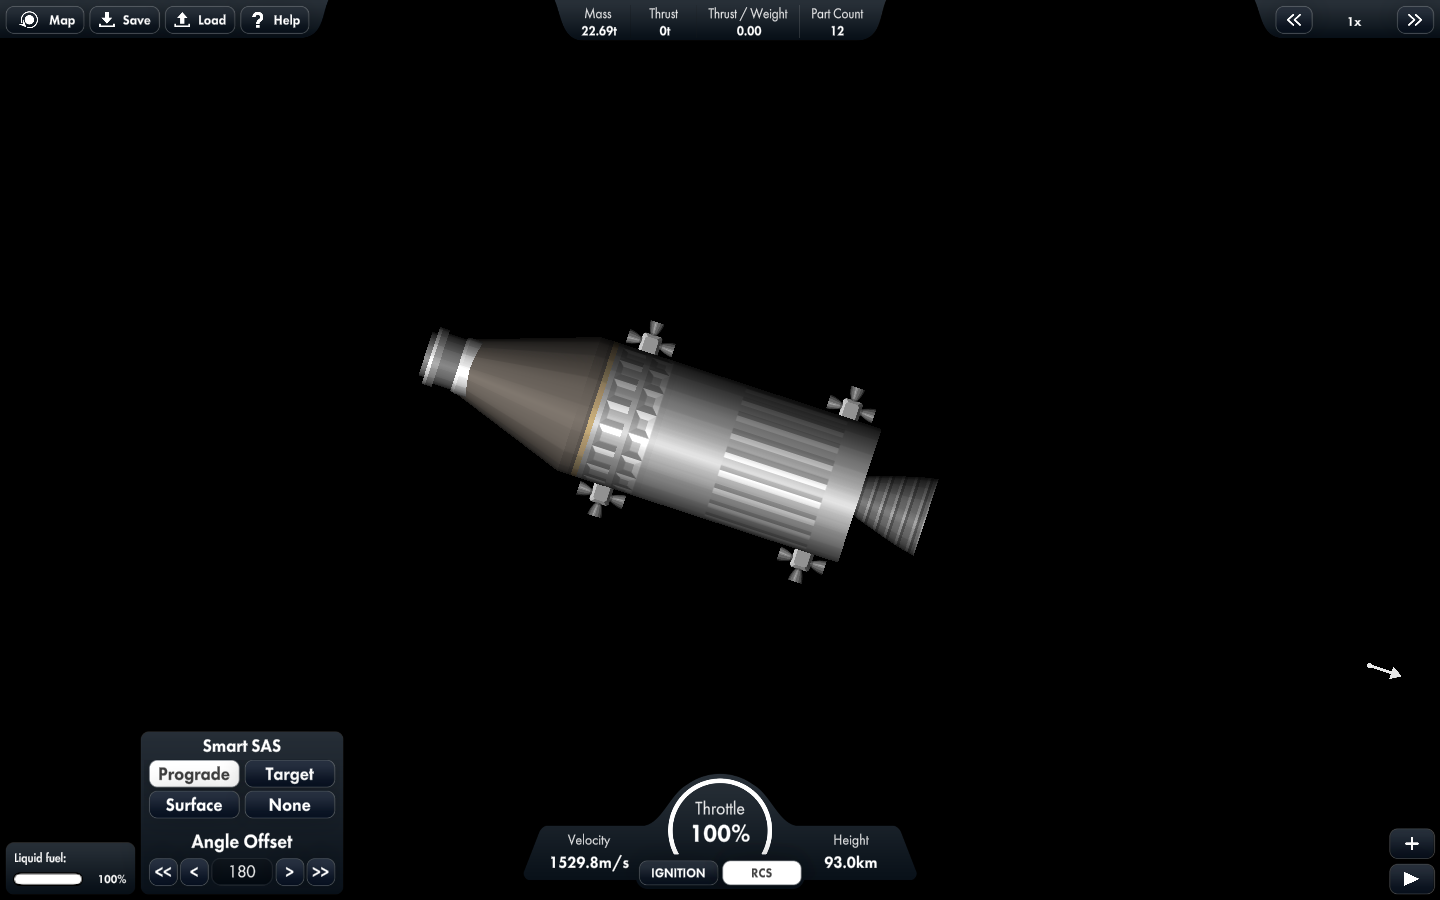 Map
Save
Load
Help
Mass
22.69t
Thrust
0t
Thrust / Weight
0.00
Part Count
12
1x
Smart SAS
Prograde
Target
Surface
None
Angle Offset
<< < 180 > >>
Liquid fuel:
100%
Throttle
100%
Velocity
1529.8m/s
Height
93.0km
IGNITION
RCS